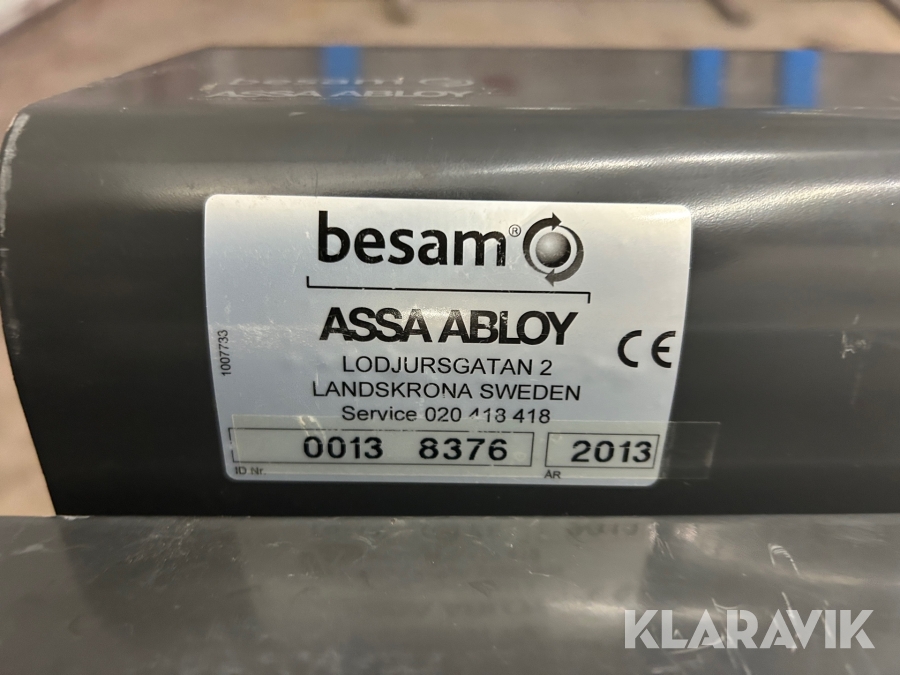 besam
ASSA ABLOY
besam®
ASSA ABLOY
LODJURSGATAN 2
LANDSKRONA SWEDEN
Service 020 418 418
0013 8376
2013
ID Nr.
ÅR
1007733
CE
KLARAVIK